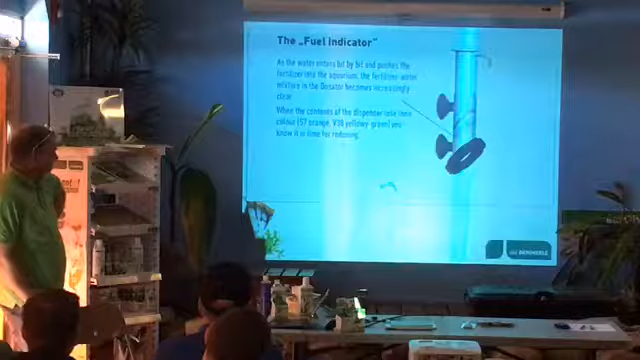 The „Fuel Indicator"
As the water enters bit by bit and pushes the
fertilizer into the aquarium, the fertilizer-water
mixture in the Dosator becomes increasingly
clear.
When the contents of the dispenser lose their
colour (S7 orange, V30 yellowy-green) you
know it is time for redosing.
DENNERLE